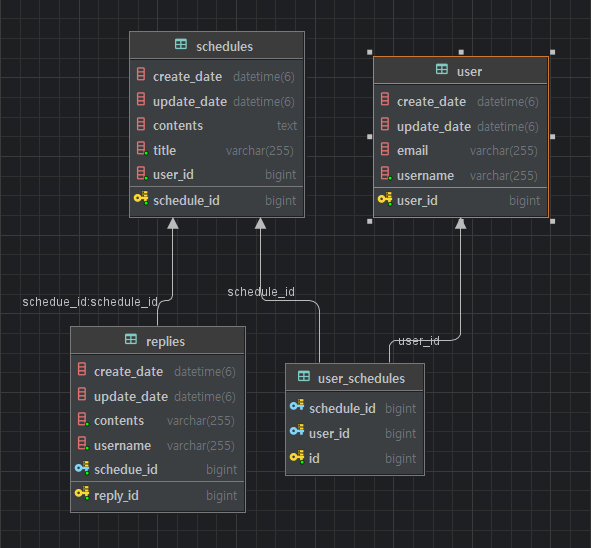 schedules
create_date datetime(6)
update_date datetime(6)
contents text
title varchar(255)
user_id bigint
schedule_id bigint
user
create_date datetime(6)
update_date datetime(6)
email varchar(255)
username varchar(255)
user_id bigint
schedue_id:schedule_id
schedule_id
user_id
replies
create_date datetime(6)
update_date datetime(6)
contents varchar(255)
username varchar(255)
schedue_id bigint
reply_id bigint
user_schedules
schedule_id bigint
user_id bigint
id bigint